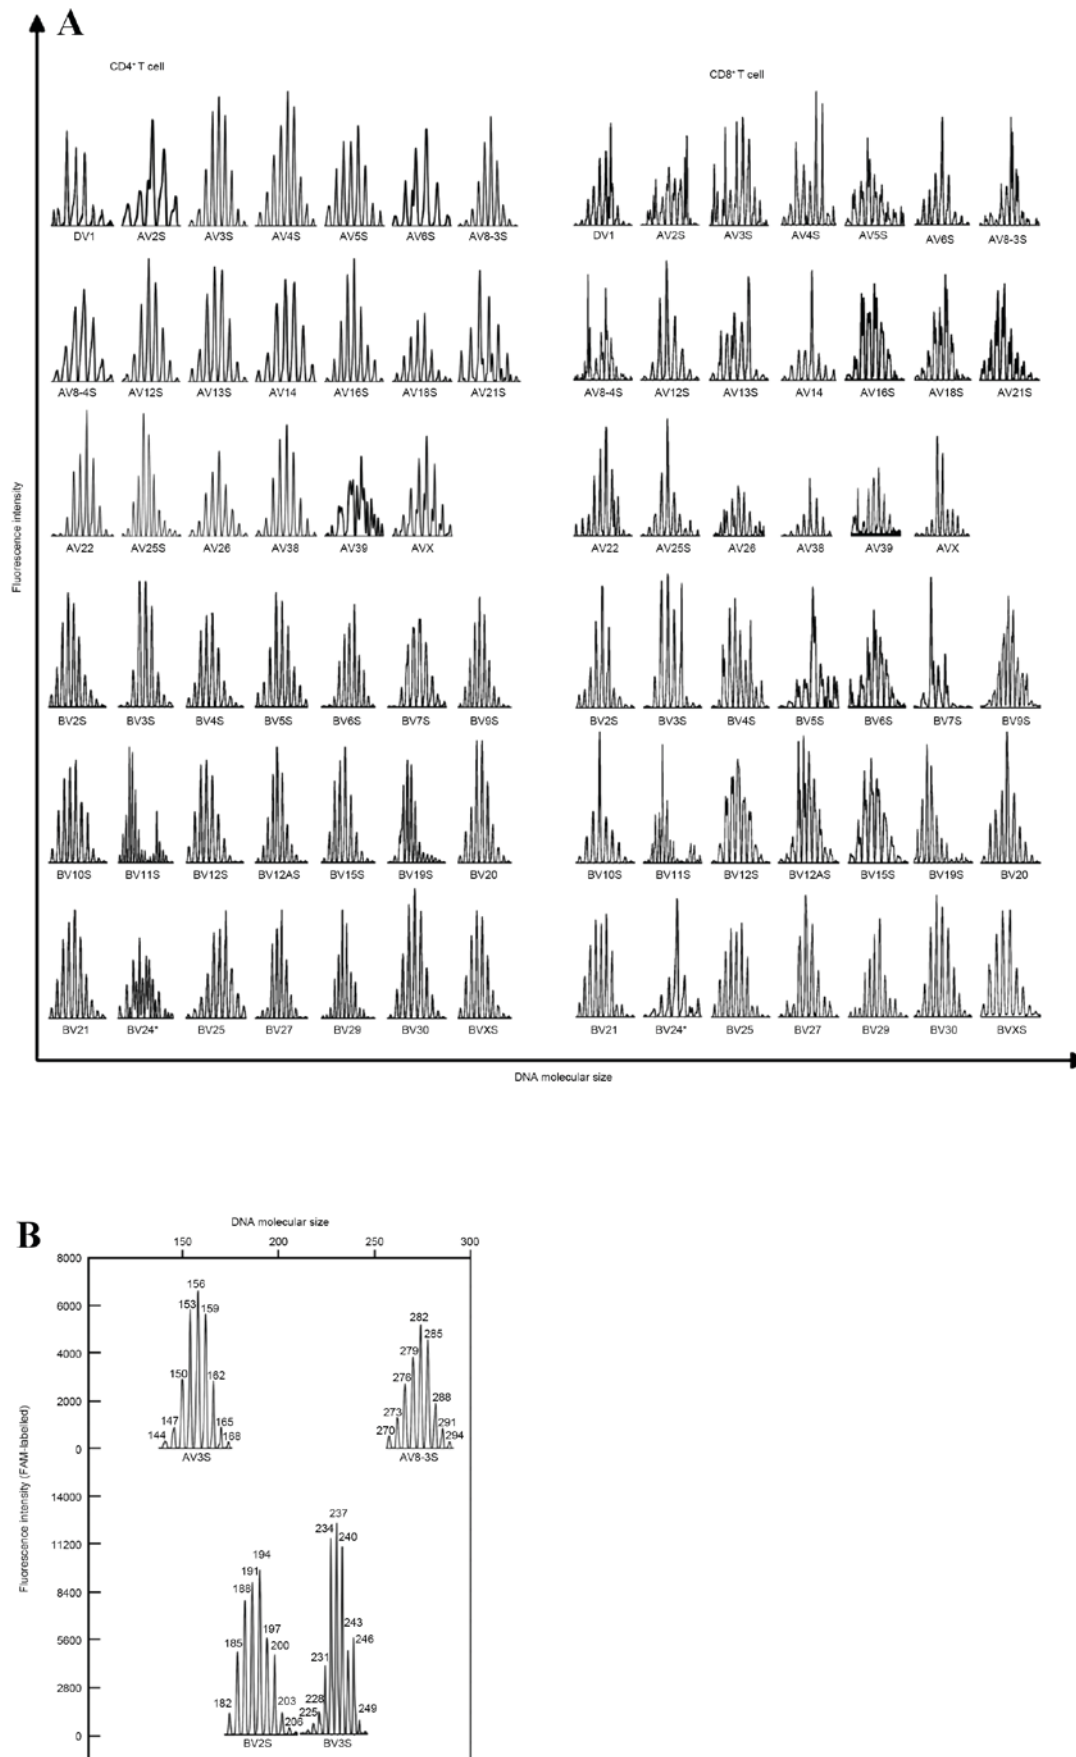 A
CD4+ T cell
CD8+ T cell
DV1 AV2S AV3S AV4S AV5S AV6S AV8-3S DV1 AV2S AV3S AV4S AV5S AV6S AV8-3S
AV8-4S AV12S AV13S AV14 AV16S AV18S AV21S AV8-4S AV12S AV13S AV14 AV16S AV18S AV21S
AV22 AV25S AV26 AV38 AV39 AVX AV22 AV25S AV26 AV38 AV39 AVX
Fluorescence intensity
BV2S BV3S BV4S BV5S BV6S BV7S BV9S BV2S BV3S BV4S BV5S BV6S BV7S BV9S
BV10S BV11S BV12S BV12AS BV15S BV19S BV20 BV10S BV11S BV12S BV12AS BV15S BV19S BV20
BV21 BV24* BV25 BV27 BV29 BV30 BVXS BV21 BV24* BV25 BV27 BV29 BV30 BVXS
DNA molecular size
B
DNA molecular size
150 200 250 300
8000
6000
4000
2000
0
144 147 150 153 156 159 162 165 168
AV3S
270 273 276 279 282 285 288 291 294
AV8-3S
Fluorescence intensity (FAM-labelled)
14000
11200
8400
5600
2800
0
182 185 188 191 194 197 200 203 206
BV2S
225 228 231 234 237 240 243 246 249
BV3S